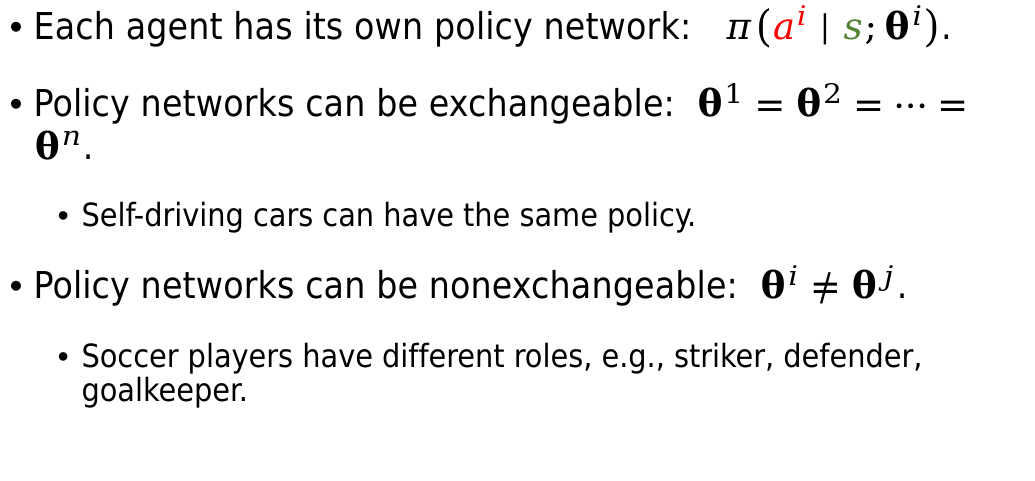 • Each agent has its own policy network: π(aⁱ | s; θⁱ).
• Policy networks can be exchangeable: θ¹ = θ² = ⋯ =
θⁿ.
• Self-driving cars can have the same policy.
• Policy networks can be nonexchangeable: θⁱ ≠ θʲ.
• Soccer players have different roles, e.g., striker, defender,
goalkeeper.